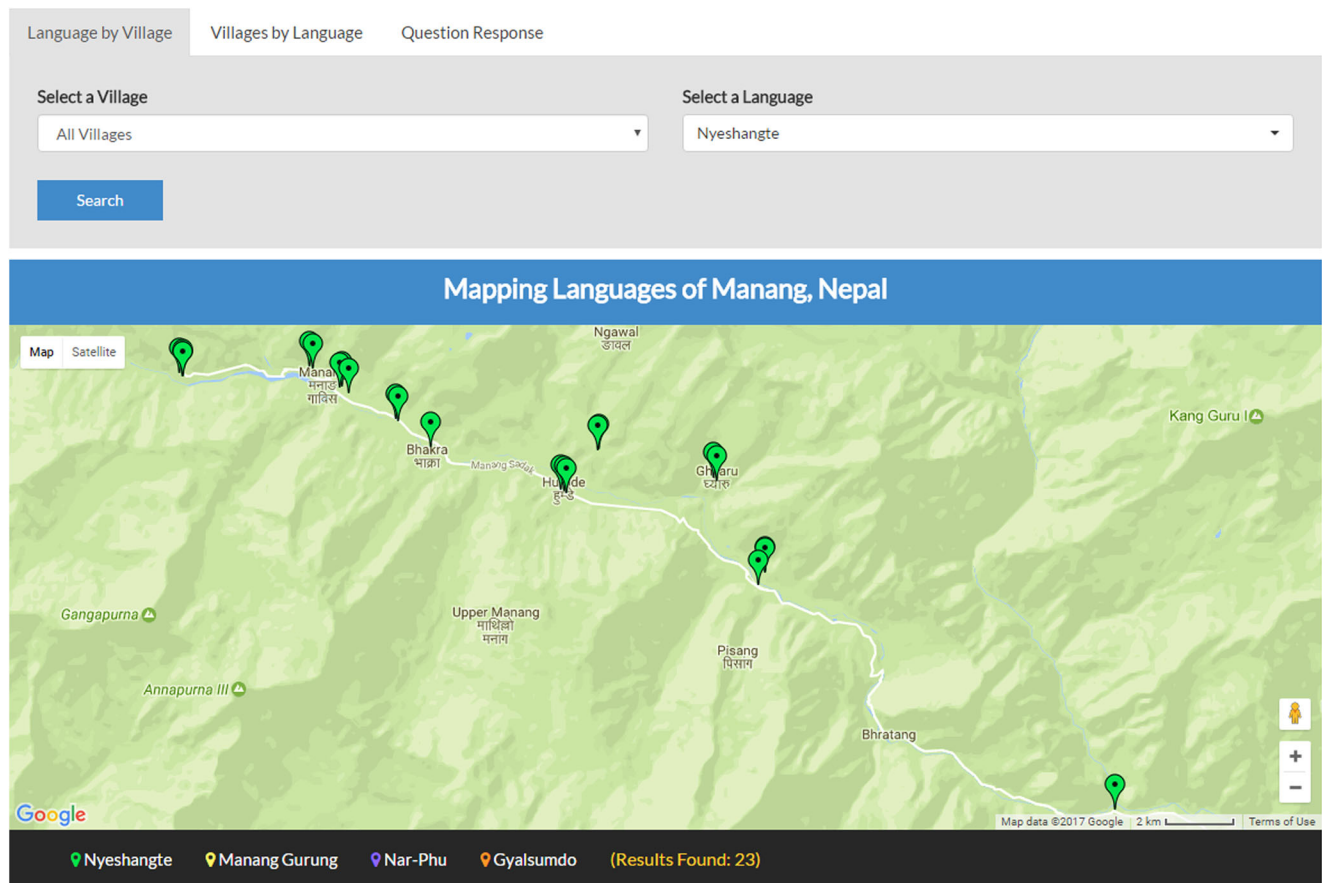 Language by Village
Villages by Language
Question Response
Select a Village
Select a Language
All Villages
Nyeshangte
Search
Mapping Languages of Manang, Nepal
Map
Satellite
Ngawal
ङावल
मनाङ
गाविस
Kang Guru I
Bhakra
भाक्रा
Manang Sadak
हुम्डे
घ्यारु
Gangapurna
Upper Manang
माथिल्लो
मनांग
Pisang
पिसांग
Annapurna III
Bhratang
Google
Map data ©2017 Google
2 km
Terms of Use
Nyeshangte
Manang Gurung
Nar-Phu
Gyalsumdo
(Results Found: 23)